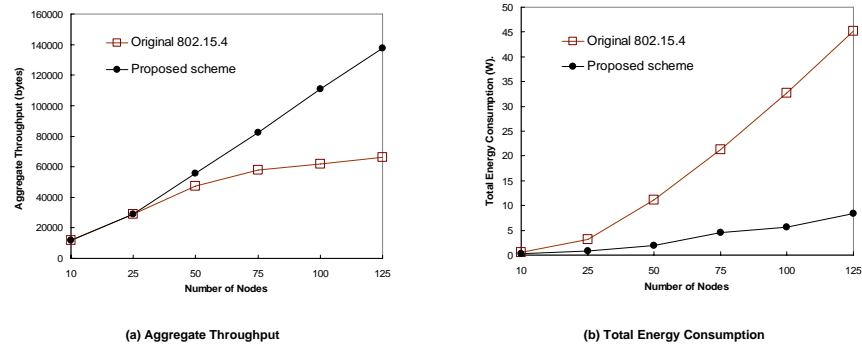 160000
140000
120000
100000
80000
60000
40000
20000
0
Aggregate Throughput (bytes)
Original 802.15.4
Proposed scheme
10 25 50 75 100 125
Number of Nodes
(a) Aggregate Throughput
50
45
40
35
30
25
20
15
10
5
0
Total Energy Consumption (W).
Original 802.15.4
Proposed scheme
10 25 50 75 100 125
Number of Nodes
(b) Total Energy Consumption